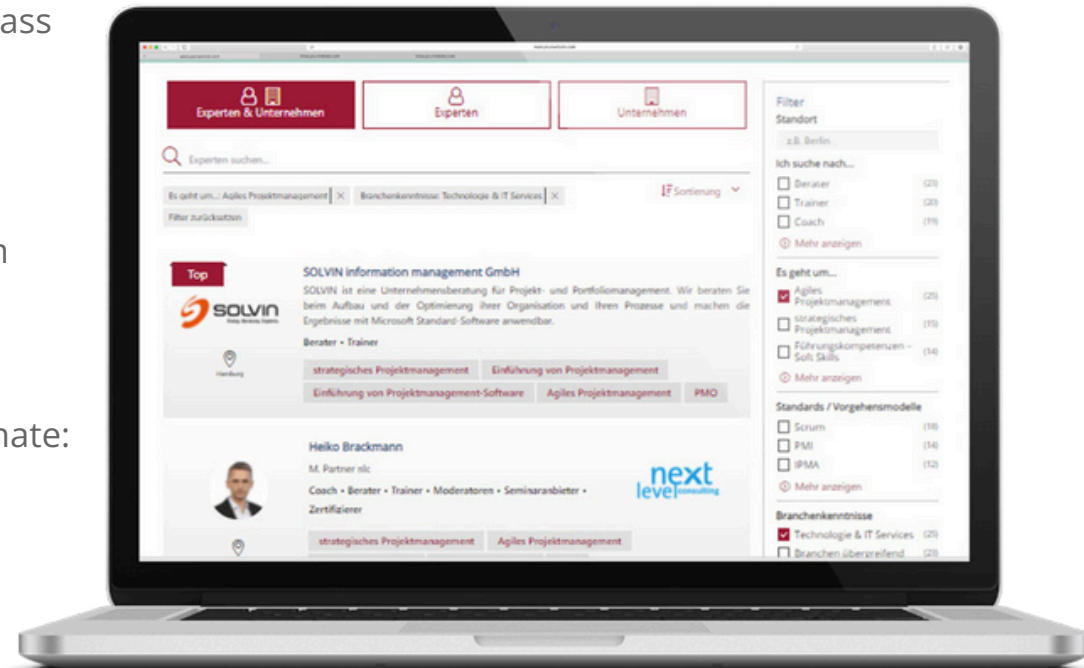 ass
n
nate:
Experten & Unternehmen
Experten
Unternehmen
Experten suchen...
Es geht um...: Agiles Projektmanagement ×
Branchenkenntnisse: Technologie & IT Services ×
Sortierung
Filter zurücksetzen
Top
SOLVIN
Hamburg
SOLVIN information management GmbH
SOLVIN ist eine Unternehmensberatung für Projekt- und Portfoliomanagement. Wir beraten Sie
beim Aufbau und der Optimierung ihrer Organisation und Ihren Prozesse und machen die
Ergebnisse mit Microsoft Standard-Software anwendbar.
Berater • Trainer
strategisches Projektmanagement
Einführung von Projektmanagement
Einführung von Projektmanagement-Software
Agiles Projektmanagement
PMO
Heiko Brackmann
M. Partner nlc
Coach • Berater • Trainer • Moderatoren • Seminaranbieter •
Zertifizierer
next
level consulting
strategisches Projektmanagement
Agiles Projektmanagement
Filter
Standort
z.B. Berlin
Ich suche nach...
Berater (23)
Trainer (20)
Coach (19)
Mehr anzeigen
Es geht um...
Agiles
Projektmanagement (25)
strategisches
Projektmanagement (15)
Führungskompetenzen –
Soft Skills (14)
Mehr anzeigen
Standards / Vorgehensmodelle
Scrum (18)
PMI (14)
IPMA (12)
Mehr anzeigen
Branchenkenntnisse
Technologie & IT Services (25)
Branchen übergreifend (23)